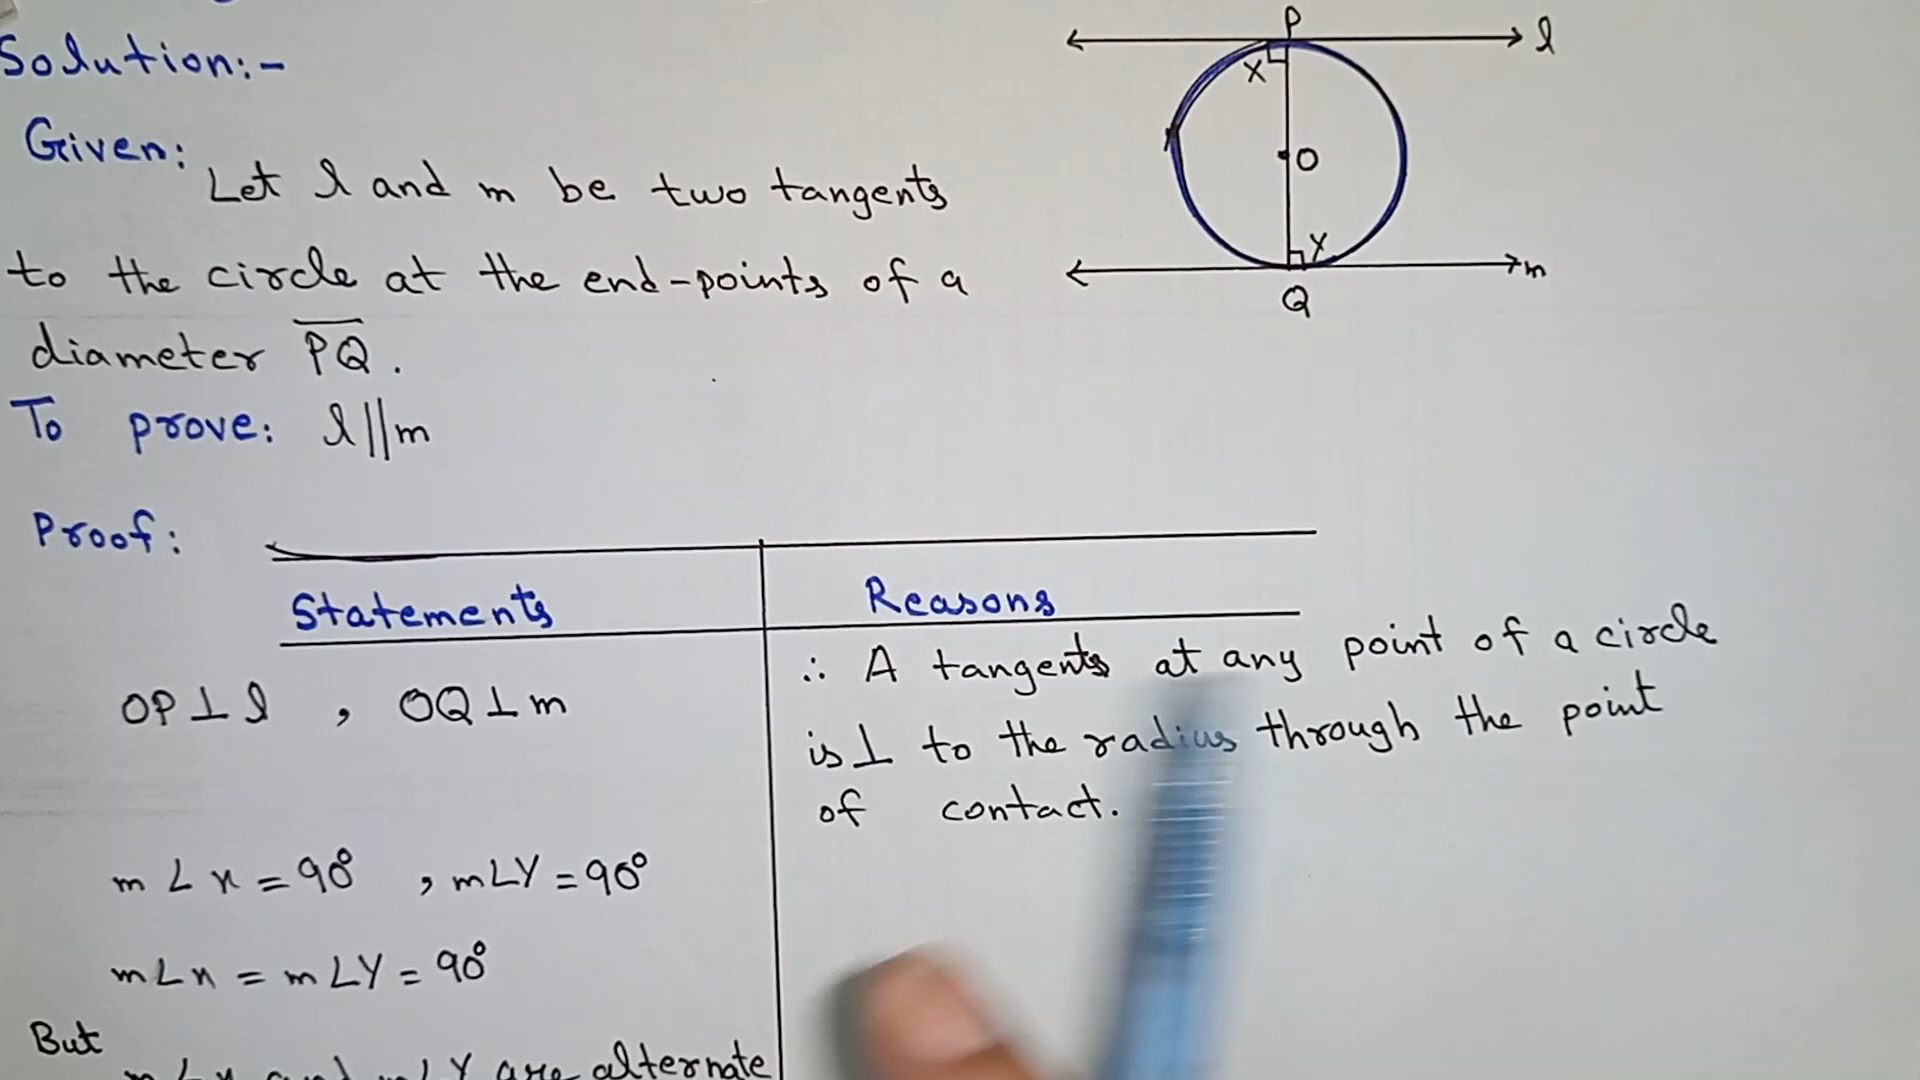 Solution:-
Given:
Let l and m be two tangents
to the circle at the end-points of a
diameter PQ.
To prove: l||m
P
l
X
O
Y
m
Q
Proof:
Statements
Reasons
OP⊥l , OQ⊥m
∴ A tangents at any point of a circle
is ⊥ to the radius through the point
of contact.
m∠x = 90° , m∠Y = 90°
m∠x = m∠Y = 90°
But
m∠x and m∠Y are alternate